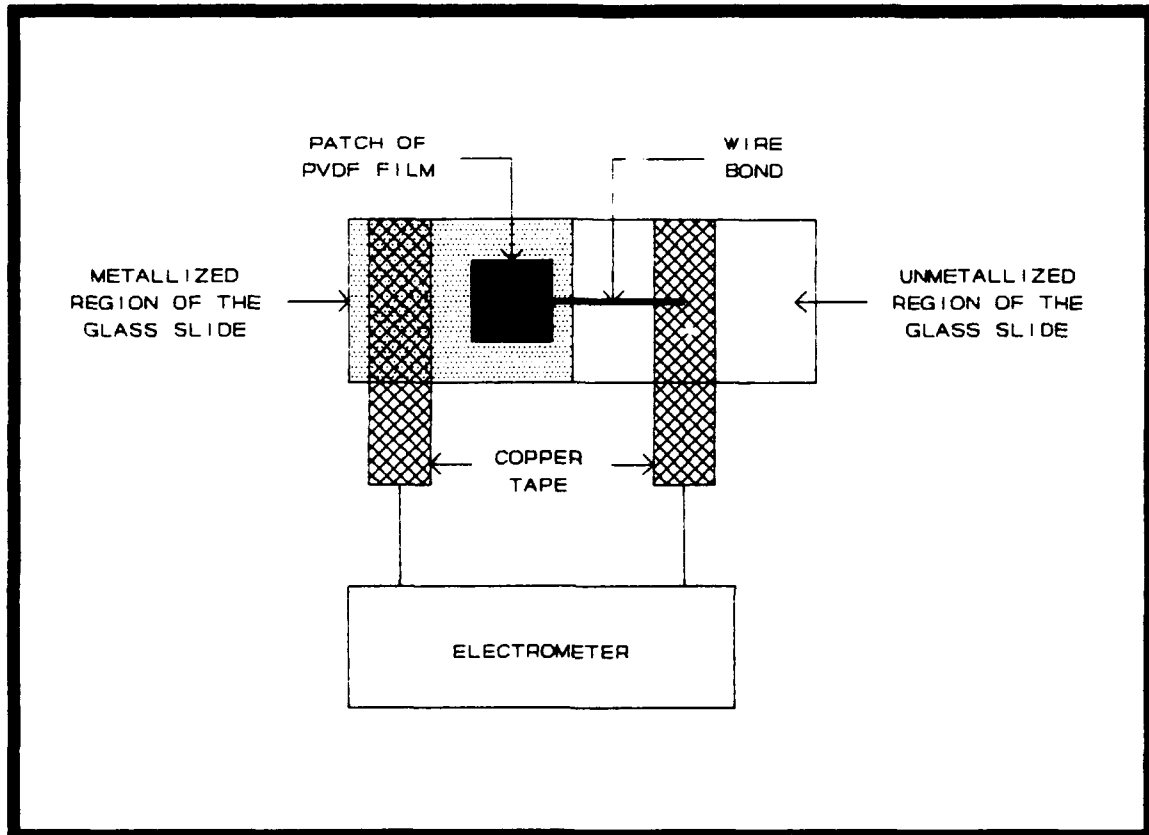 PATCH OF
PVDF FILM
WIRE
BOND
METALLIZED
REGION OF THE
GLASS SLIDE
UNMETALLIZED
REGION OF THE
GLASS SLIDE
COPPER
TAPE
ELECTROMETER